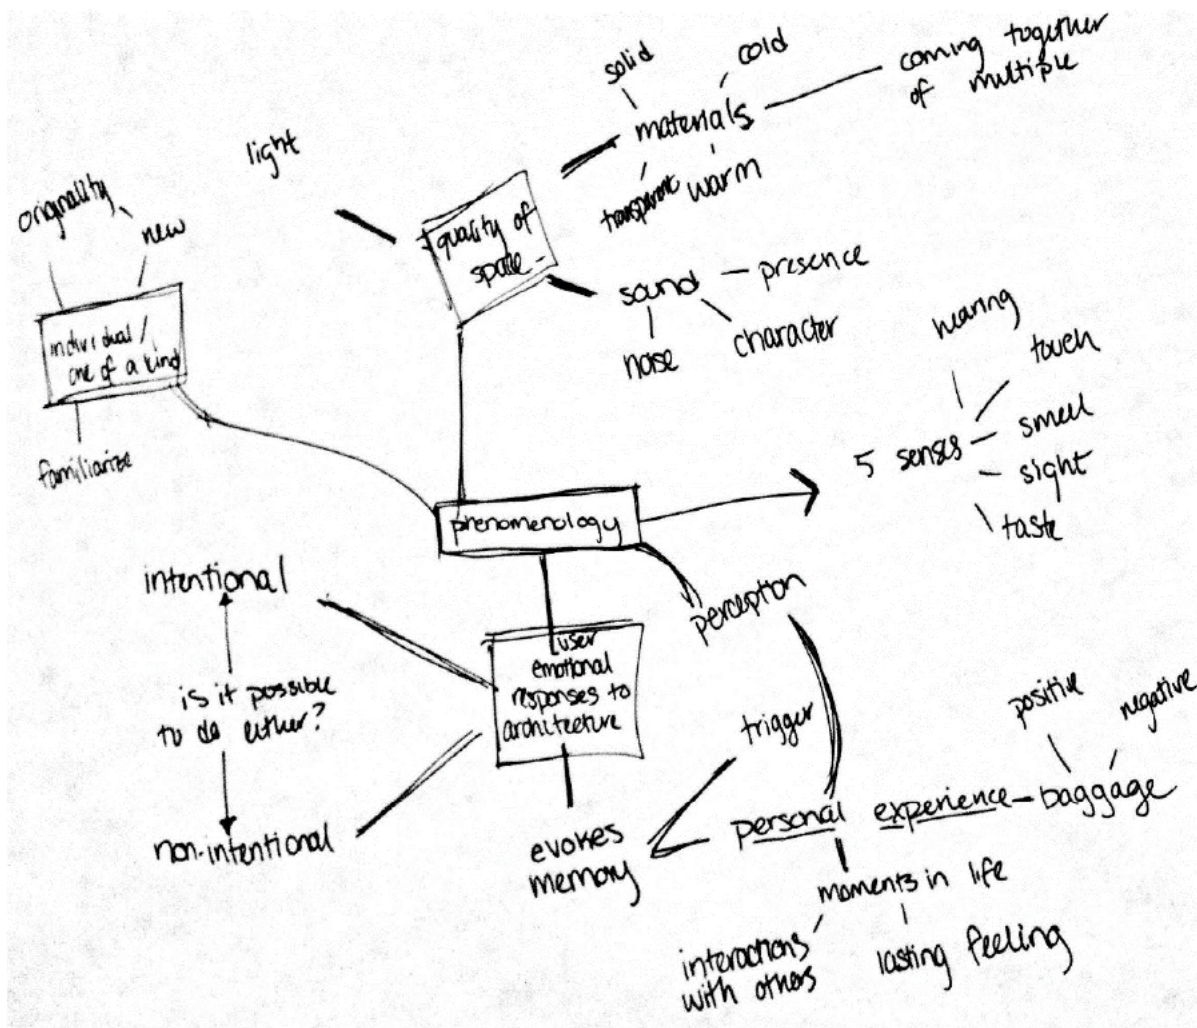 solid
cold
coming together
of multiple
materials
light
transparent
warm
originality
new
quality of
space
sound
presence
character
noise
hearing
touch
individual/
one of a kind
smell
5 senses
sight
taste
familiarize
phenomenology
intentional
perception
user
emotional
responses to
architecture
is it possible
to do either?
positive
negative
trigger
personal experience
baggage
non-intentional
evokes
memory
moments in life
interactions
with others
lasting feeling